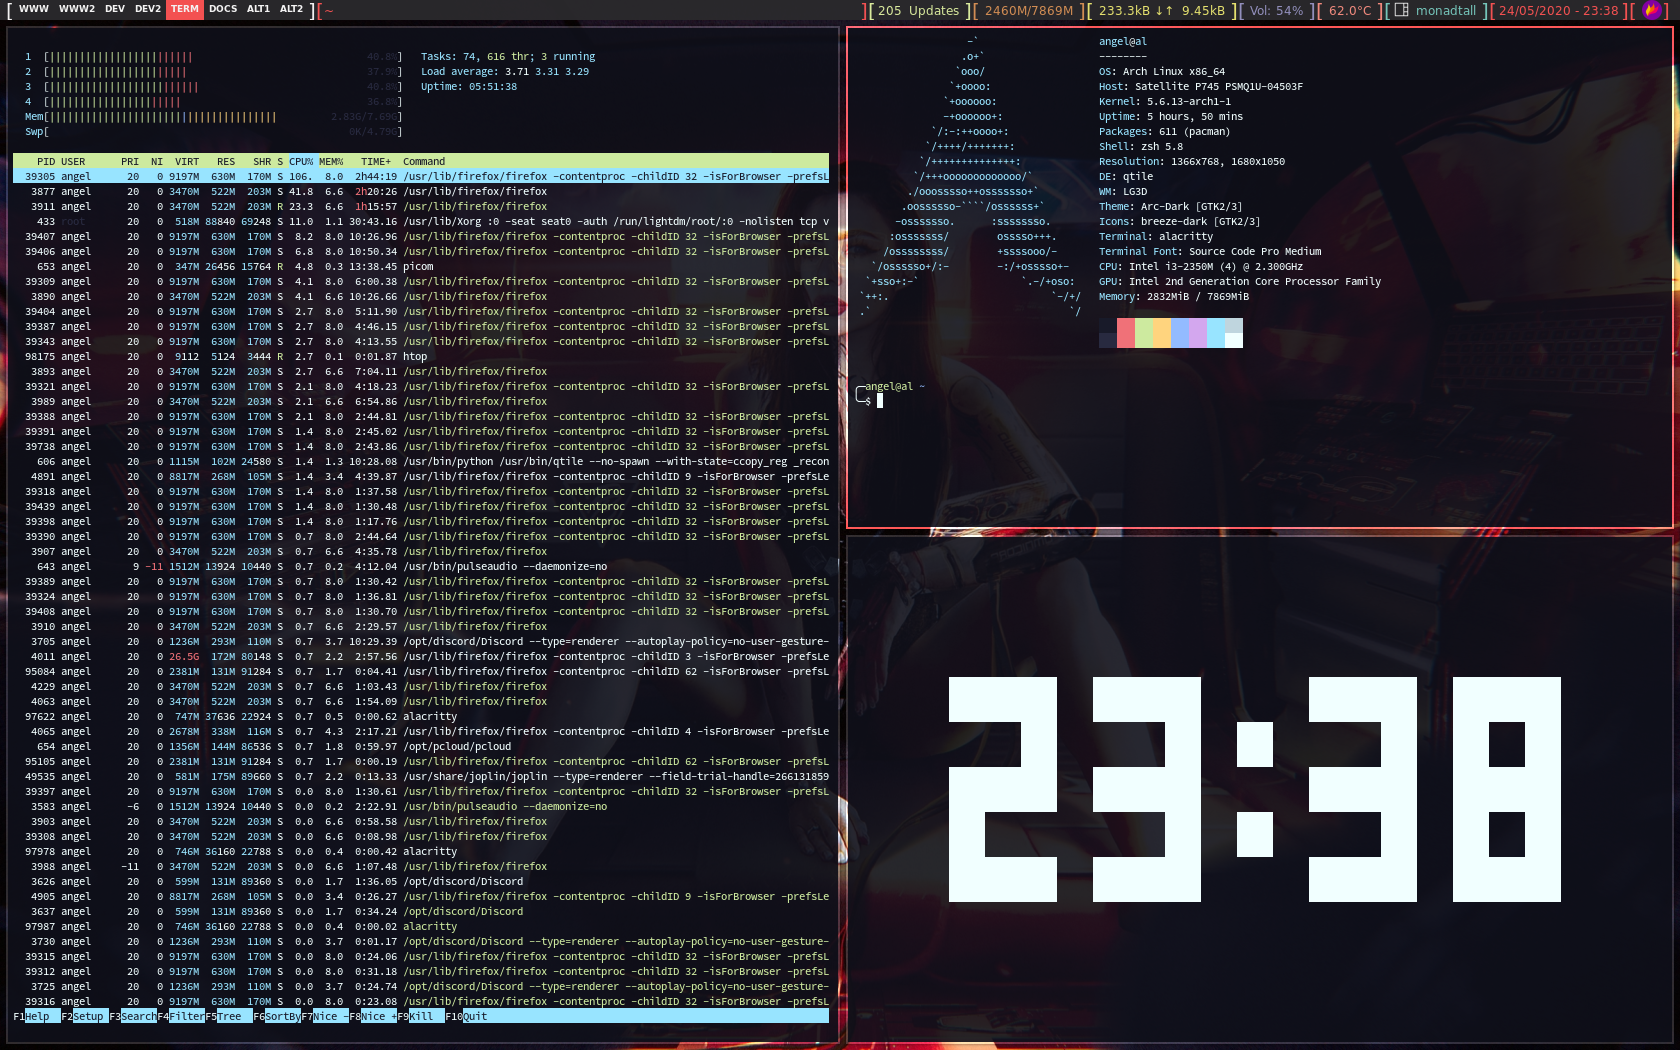 [ WWW WWW2 DEV DEV2 TERM DOCS ALT1 ALT2 ][~ ][ 205 Updates ][ 2460M/7869M ][ 233.3kB ↓↑ 9.45kB ][ Vol: 54% ][ 62.0°C ][ monadtall ][ 24/05/2020 - 23:38 ][ ]
1 [||||||||||||||||||||||||40.8%]
2 [|||||||||||||||||||||||37.9%]
3 [|||||||||||||||||||||||||40.8%]
4 [||||||||||||||||||||||36.8%]
Mem[||||||||||||||||||||||||||||||||||||||2.83G/7.69G]
Swp[ 0K/4.79G]
Tasks: 74, 616 thr; 3 running
Load average: 3.71 3.31 3.29
Uptime: 05:51:38
PID USER PRI NI VIRT RES SHR S CPU% MEM% TIME+ Command
39305 angel 20 0 9197M 630M 170M S 106. 8.0 2h44:19 /usr/lib/firefox/firefox -contentproc -childID 32 -isForBrowser -prefsL
3877 angel 20 0 3470M 522M 203M S 41.8 6.6 2h20:26 /usr/lib/firefox/firefox
3911 angel 20 0 3470M 522M 203M R 23.3 6.6 1h15:57 /usr/lib/firefox/firefox
433 root 20 0 518M 88840 69248 S 11.0 1.1 30:43.16 /usr/lib/Xorg :0 -seat seat0 -auth /run/lightdm/root/:0 -nolisten tcp v
39407 angel 20 0 9197M 630M 170M S 8.2 8.0 10:26.96 /usr/lib/firefox/firefox -contentproc -childID 32 -isForBrowser -prefsL
39406 angel 20 0 9197M 630M 170M S 6.8 8.0 10:50.34 /usr/lib/firefox/firefox -contentproc -childID 32 -isForBrowser -prefsL
653 angel 20 0 347M 26456 15764 R 4.8 0.3 13:38.45 picom
39309 angel 20 0 9197M 630M 170M S 4.1 8.0 6:00.38 /usr/lib/firefox/firefox -contentproc -childID 32 -isForBrowser -prefsL
3890 angel 20 0 3470M 522M 203M S 4.1 6.6 10:26.66 /usr/lib/firefox/firefox
39404 angel 20 0 9197M 630M 170M S 2.7 8.0 5:11.90 /usr/lib/firefox/firefox -contentproc -childID 32 -isForBrowser -prefsL
39387 angel 20 0 9197M 630M 170M S 2.7 8.0 4:46.15 /usr/lib/firefox/firefox -contentproc -childID 32 -isForBrowser -prefsL
39343 angel 20 0 9197M 630M 170M S 2.7 8.0 4:13.55 /usr/lib/firefox/firefox -contentproc -childID 32 -isForBrowser -prefsL
98175 angel 20 0 9112 5124 3444 R 2.7 0.1 0:01.87 htop
3893 angel 20 0 3470M 522M 203M S 2.7 6.6 7:04.11 /usr/lib/firefox/firefox
39321 angel 20 0 9197M 630M 170M S 2.1 8.0 4:18.23 /usr/lib/firefox/firefox -contentproc -childID 32 -isForBrowser -prefsL
3989 angel 20 0 3470M 522M 203M S 2.1 6.6 6:54.86 /usr/lib/firefox/firefox
39388 angel 20 0 9197M 630M 170M S 2.1 8.0 2:44.81 /usr/lib/firefox/firefox -contentproc -childID 32 -isForBrowser -prefsL
39391 angel 20 0 9197M 630M 170M S 1.4 8.0 2:45.02 /usr/lib/firefox/firefox -contentproc -childID 32 -isForBrowser -prefsL
39738 angel 20 0 9197M 630M 170M S 1.4 8.0 2:43.86 /usr/lib/firefox/firefox -contentproc -childID 32 -isForBrowser -prefsL
606 angel 20 0 1115M 102M 24580 S 1.4 1.3 10:28.08 /usr/bin/python /usr/bin/qtile --no-spawn --with-state=ccopy_reg _recon
4891 angel 20 0 8817M 268M 105M S 1.4 3.4 4:39.87 /usr/lib/firefox/firefox -contentproc -childID 9 -isForBrowser -prefsLe
39318 angel 20 0 9197M 630M 170M S 1.4 8.0 1:37.58 /usr/lib/firefox/firefox -contentproc -childID 32 -isForBrowser -prefsL
39439 angel 20 0 9197M 630M 170M S 1.4 8.0 1:30.48 /usr/lib/firefox/firefox -contentproc -childID 32 -isForBrowser -prefsL
39398 angel 20 0 9197M 630M 170M S 1.4 8.0 1:17.76 /usr/lib/firefox/firefox -contentproc -childID 32 -isForBrowser -prefsL
39390 angel 20 0 9197M 630M 170M S 0.7 8.0 2:44.64 /usr/lib/firefox/firefox -contentproc -childID 32 -isForBrowser -prefsL
3907 angel 20 0 3470M 522M 203M S 0.7 6.6 4:35.78 /usr/lib/firefox/firefox
643 angel 9 -11 1512M 13924 10440 S 0.7 0.2 4:12.04 /usr/bin/pulseaudio --daemonize=no
39389 angel 20 0 9197M 630M 170M S 0.7 8.0 1:30.42 /usr/lib/firefox/firefox -contentproc -childID 32 -isForBrowser -prefsL
39324 angel 20 0 9197M 630M 170M S 0.7 8.0 1:36.81 /usr/lib/firefox/firefox -contentproc -childID 32 -isForBrowser -prefsL
39408 angel 20 0 9197M 630M 170M S 0.7 8.0 1:30.70 /usr/lib/firefox/firefox -contentproc -childID 32 -isForBrowser -prefsL
3910 angel 20 0 3470M 522M 203M S 0.7 6.6 2:29.57 /usr/lib/firefox/firefox
3705 angel 20 0 1236M 293M 110M S 0.7 3.7 10:29.39 /opt/discord/Discord --type=renderer --autoplay-policy=no-user-gesture-
4011 angel 20 0 26.5G 172M 80148 S 0.7 2.2 2:57.56 /usr/lib/firefox/firefox -contentproc -childID 3 -isForBrowser -prefsLe
95084 angel 20 0 2381M 131M 91284 S 0.7 1.7 0:04.41 /usr/lib/firefox/firefox -contentproc -childID 62 -isForBrowser -prefsL
4229 angel 20 0 3470M 522M 203M S 0.7 6.6 1:03.43 /usr/lib/firefox/firefox
4063 angel 20 0 3470M 522M 203M S 0.7 6.6 1:54.09 /usr/lib/firefox/firefox
97622 angel 20 0 747M 37636 22924 S 0.7 0.5 0:00.62 alacritty
4065 angel 20 0 2678M 338M 116M S 0.7 4.3 2:17.21 /usr/lib/firefox/firefox -contentproc -childID 4 -isForBrowser -prefsLe
654 angel 20 0 1356M 144M 86536 S 0.7 1.8 0:59.97 /opt/pcloud/pcloud
95105 angel 20 0 2381M 131M 91284 S 0.7 1.7 0:00.19 /usr/lib/firefox/firefox -contentproc -childID 62 -isForBrowser -prefsL
49535 angel 20 0 581M 175M 89660 S 0.7 2.2 0:13.33 /usr/share/joplin/joplin --type=renderer --field-trial-handle=266131859
39397 angel 20 0 9197M 630M 170M S 0.0 8.0 1:30.61 /usr/lib/firefox/firefox -contentproc -childID 32 -isForBrowser -prefsL
3583 angel -6 0 1512M 13924 10440 S 0.0 0.2 2:22.91 /usr/bin/pulseaudio --daemonize=no
3903 angel 20 0 3470M 522M 203M S 0.0 6.6 0:58.58 /usr/lib/firefox/firefox
39308 angel 20 0 3470M 522M 203M S 0.0 6.6 0:08.98 /usr/lib/firefox/firefox
97978 angel 20 0 746M 36160 22788 S 0.0 0.4 0:00.42 alacritty
3988 angel -11 0 3470M 522M 203M S 0.0 6.6 1:07.48 /usr/lib/firefox/firefox
3626 angel 20 0 599M 131M 89360 S 0.0 1.7 1:36.05 /opt/discord/Discord
4905 angel 20 0 8817M 268M 105M S 0.0 3.4 0:26.27 /usr/lib/firefox/firefox -contentproc -childID 9 -isForBrowser -prefsLe
3637 angel 20 0 599M 131M 89360 S 0.0 1.7 0:34.24 /opt/discord/Discord
97987 angel 20 0 746M 36160 22788 S 0.0 0.4 0:00.02 alacritty
3730 angel 20 0 1236M 293M 110M S 0.0 3.7 0:01.17 /opt/discord/Discord --type=renderer --autoplay-policy=no-user-gesture-
39315 angel 20 0 9197M 630M 170M S 0.0 8.0 0:24.06 /usr/lib/firefox/firefox -contentproc -childID 32 -isForBrowser -prefsL
39312 angel 20 0 9197M 630M 170M S 0.0 8.0 0:31.18 /usr/lib/firefox/firefox -contentproc -childID 32 -isForBrowser -prefsL
3725 angel 20 0 1236M 293M 110M S 0.0 3.7 0:24.74 /opt/discord/Discord --type=renderer --autoplay-policy=no-user-gesture-
39316 angel 20 0 9197M 630M 170M S 0.0 8.0 0:23.08 /usr/lib/firefox/firefox -contentproc -childID 32 -isForBrowser -prefsL
F1Help F2Setup F3SearchF4FilterF5Tree F6SortByF7Nice -F8Nice +F9Kill F10Quit
angel@al
--------
OS: Arch Linux x86_64
Host: Satellite P745 PSMQ1U-04503F
Kernel: 5.6.13-arch1-1
Uptime: 5 hours, 50 mins
Packages: 611 (pacman)
Shell: zsh 5.8
Resolution: 1366x768, 1680x1050
DE: qtile
WM: LG3D
Theme: Arc-Dark [GTK2/3]
Icons: breeze-dark [GTK2/3]
Terminal: alacritty
Terminal Font: Source Code Pro Medium
CPU: Intel i3-2350M (4) @ 2.300GHz
GPU: Intel 2nd Generation Core Processor Family
Memory: 2832MiB / 7869MiB
╭─angel@al ~
╰─$
23:38